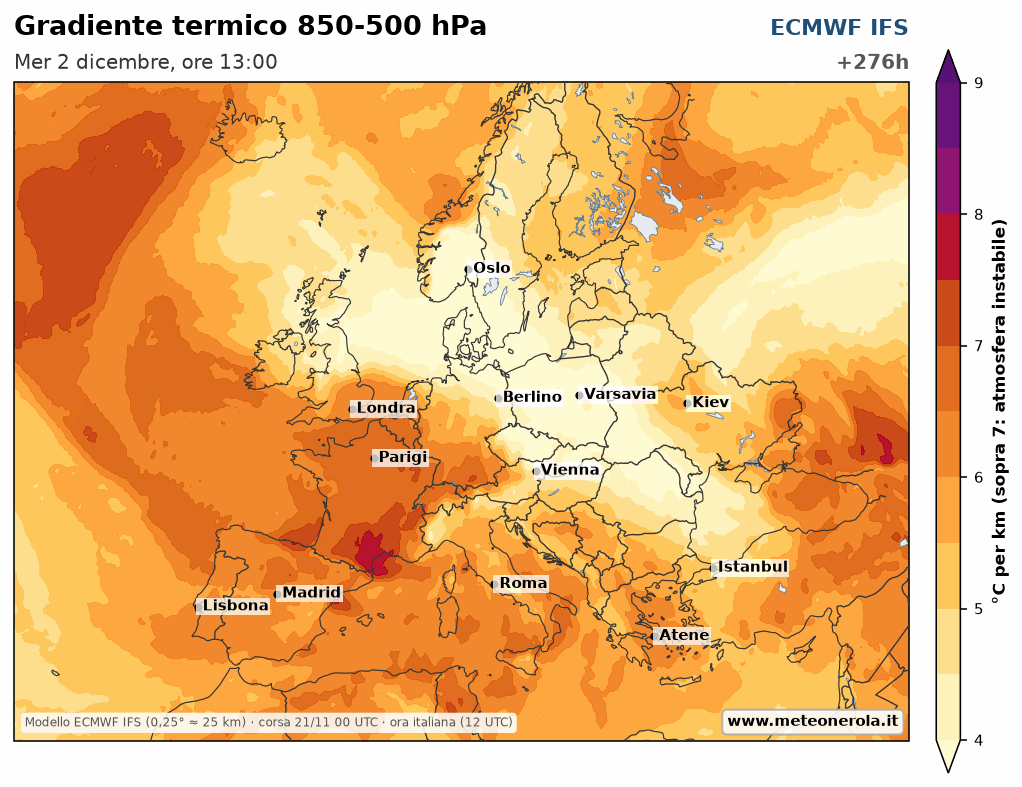 Gradiente termico 850-500 hPa
ECMWF IFS
Mer 2 dicembre, ore 13:00
+276h
Oslo
Berlino
Varsavia
Kiev
Londra
Parigi
Vienna
Istanbul
Roma
Madrid
Lisbona
Atene
Modello ECMWF IFS (0,25° ≈ 25 km) · corsa 21/11 00 UTC · ora italiana (12 UTC)
www.meteonerola.it
9
8
7
6
5
4
°C per km (sopra 7: atmosfera instabile)